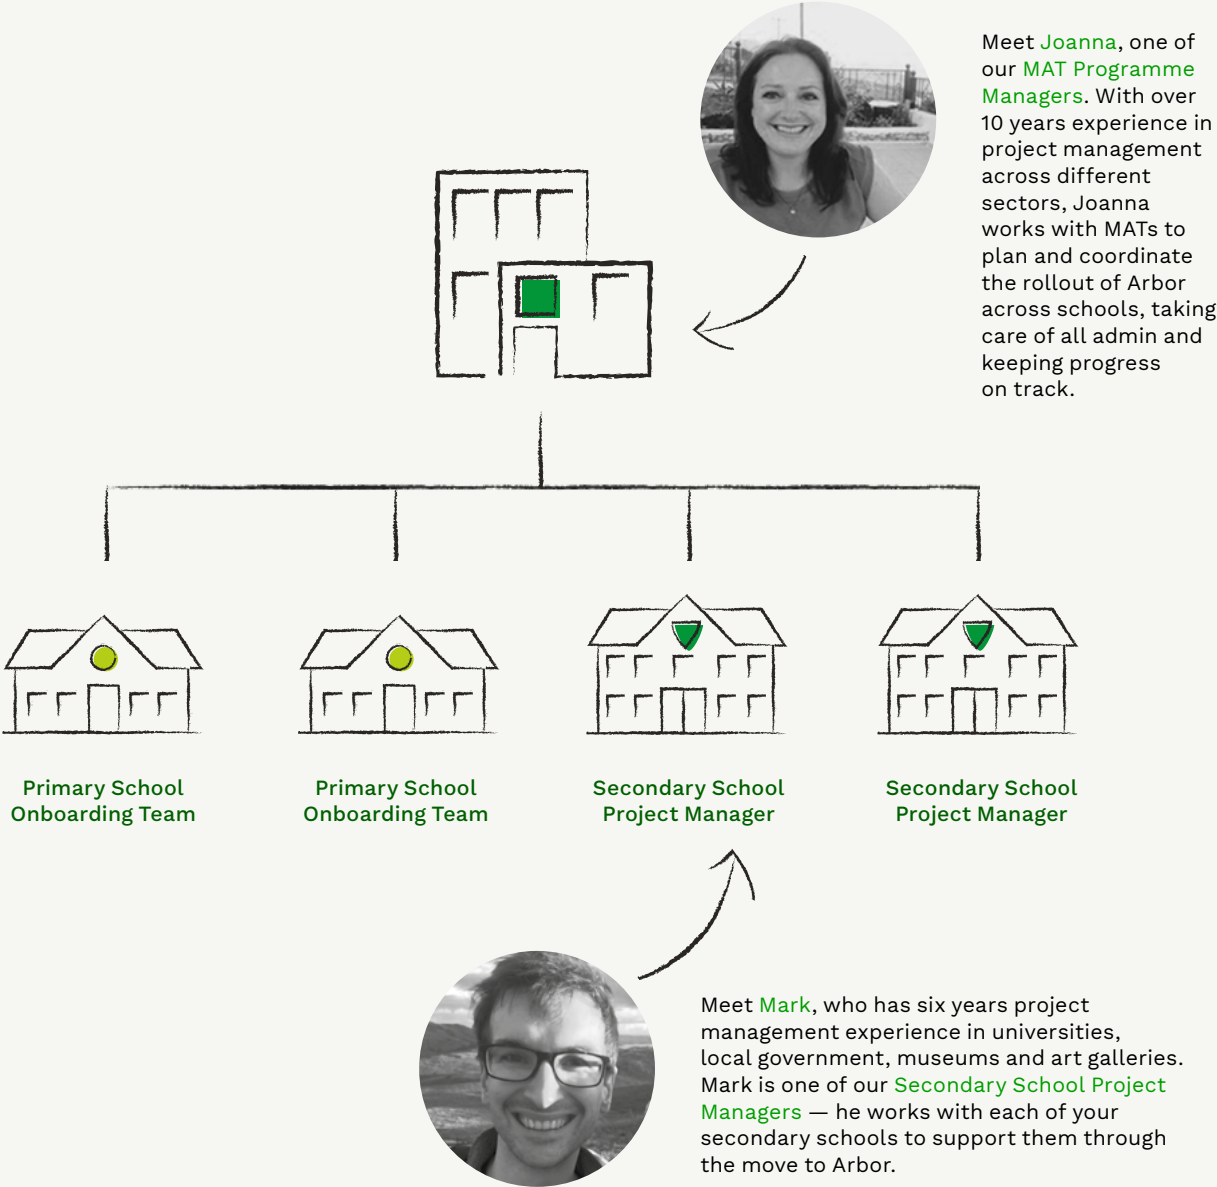 Meet Joanna, one of
our MAT Programme
Managers. With over
10 years experience in
project management
across different
sectors, Joanna
works with MATs to
plan and coordinate
the rollout of Arbor
across schools, taking
care of all admin and
keeping progress
on track.
Primary School
Onboarding Team
Primary School
Onboarding Team
Secondary School
Project Manager
Secondary School
Project Manager
Meet Mark, who has six years project
management experience in universities,
local government, museums and art galleries.
Mark is one of our Secondary School Project
Managers — he works with each of your
secondary schools to support them through
the move to Arbor.